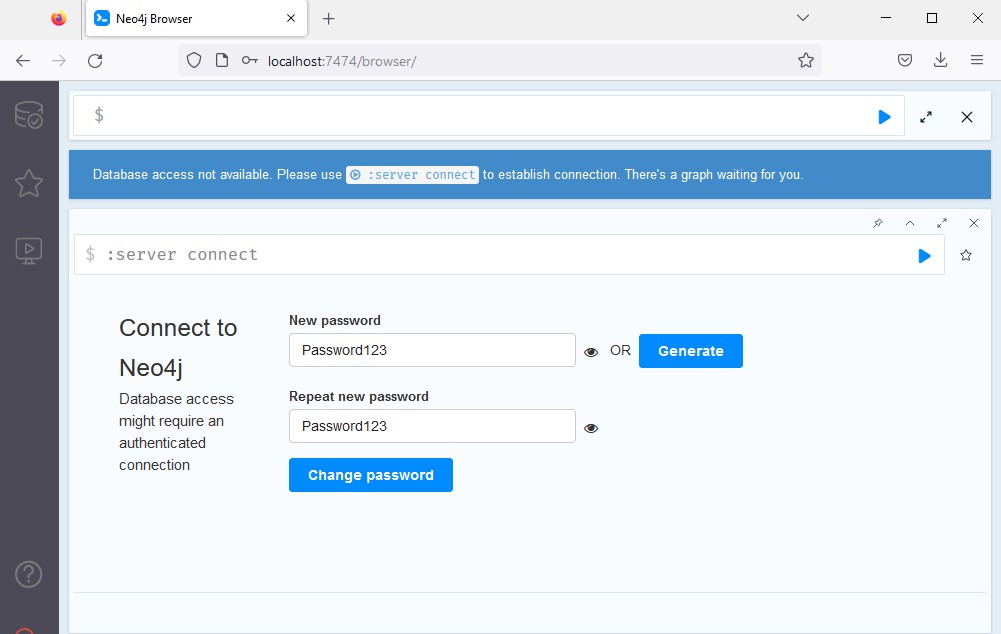 Neo4j Browser
localhost:7474/browser/
$
Database access not available. Please use :server connect to establish connection. There's a graph waiting for you.
$ :server connect
Connect to
Neo4j
Database access
might require an
authenticated
connection
New password
Password123
OR
Generate
Repeat new password
Password123
Change password